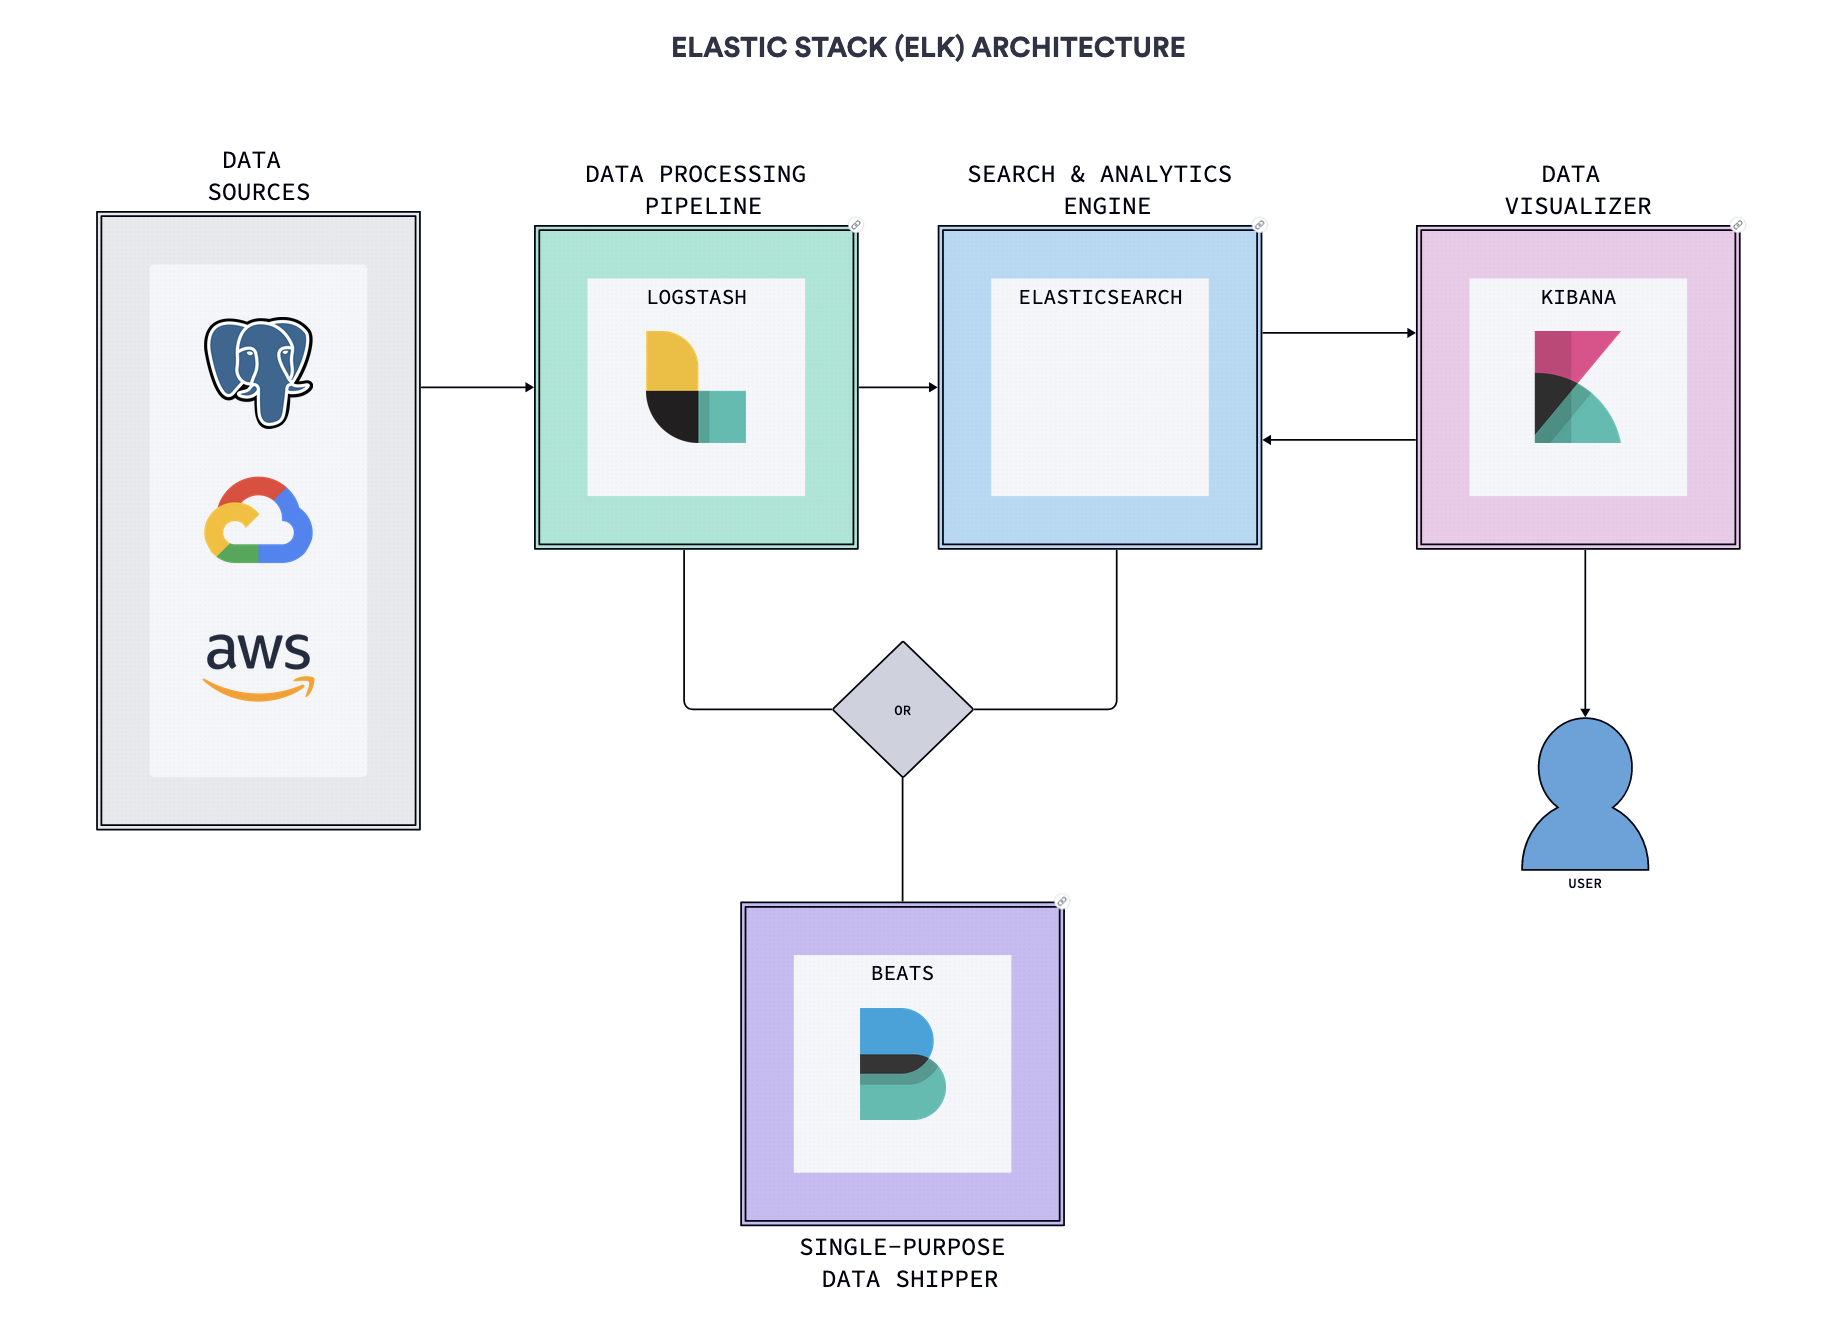 ELASTIC STACK (ELK) ARCHITECTURE
DATA
SOURCES
aws
DATA PROCESSING
PIPELINE
LOGSTASH
SEARCH & ANALYTICS
ENGINE
ELASTICSEARCH
DATA
VISUALIZER
KIBANA
OR
USER
BEATS
SINGLE-PURPOSE
DATA SHIPPER